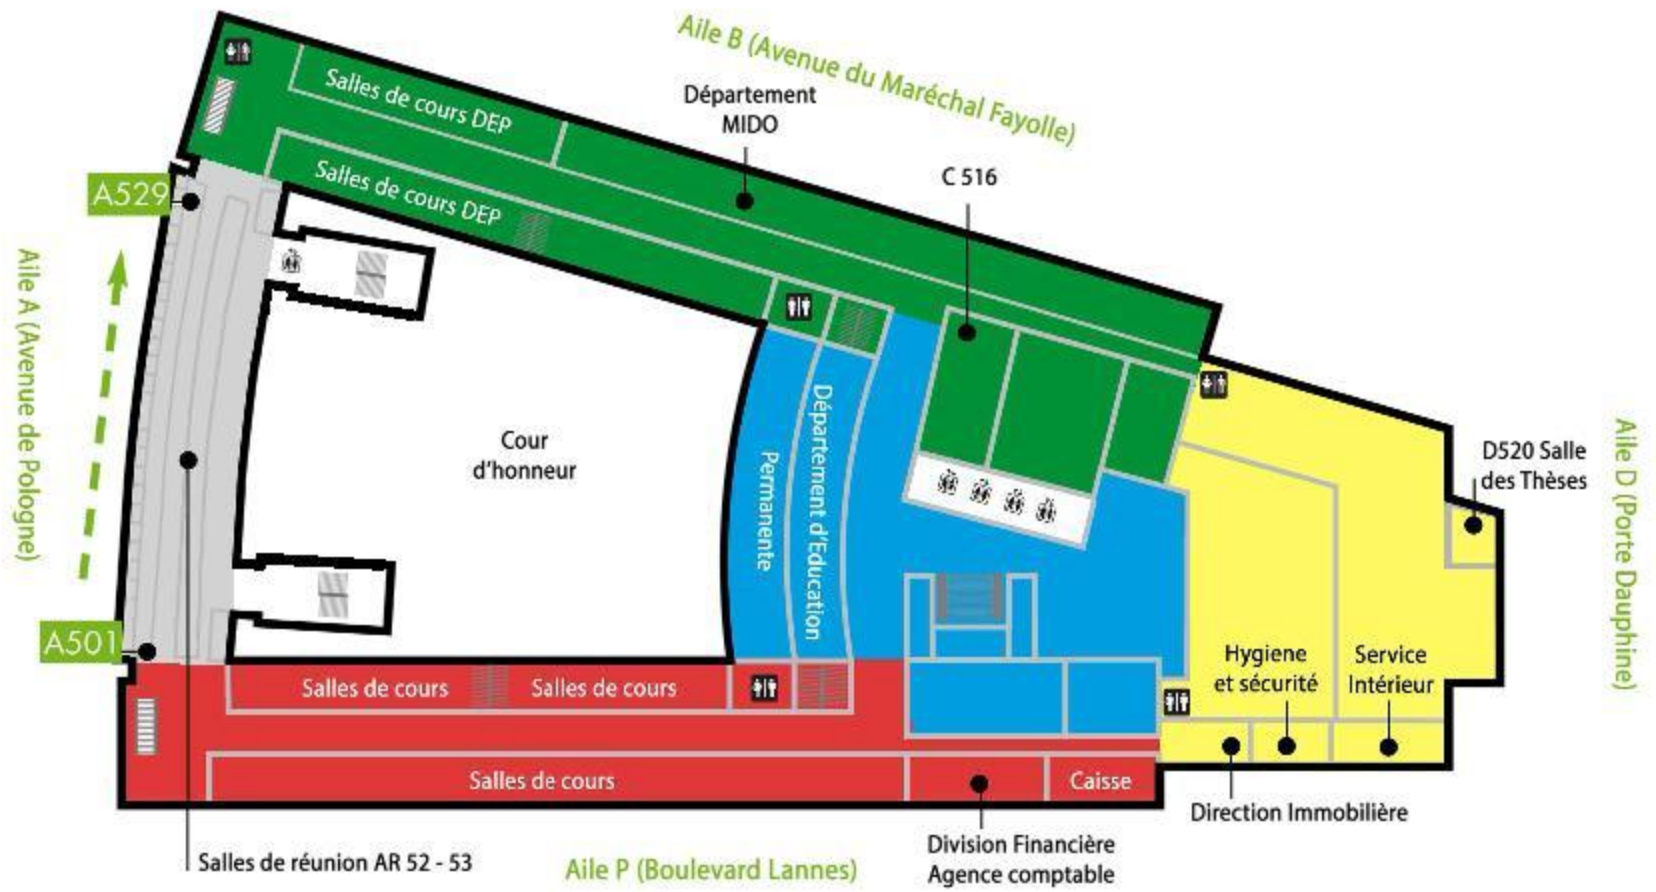 Aile B (Avenue du Maréchal Fayolle)
Département
MIDO
Salles de cours DEP
Salles de cours DEP
C 516
A529
Aile A (Avenue de Pologne)
Cour
d'honneur
Permanente
Département d'Education
D520 Salle
des Thèses
Aile D (Porte Dauphine)
A501
Hygiene
et sécurité
Service
Intérieur
Salles de cours
Salles de cours
Salles de cours
Caisse
Direction Immobilière
Division Financière
Agence comptable
Salles de réunion AR 52 - 53
Aile P (Boulevard Lannes)